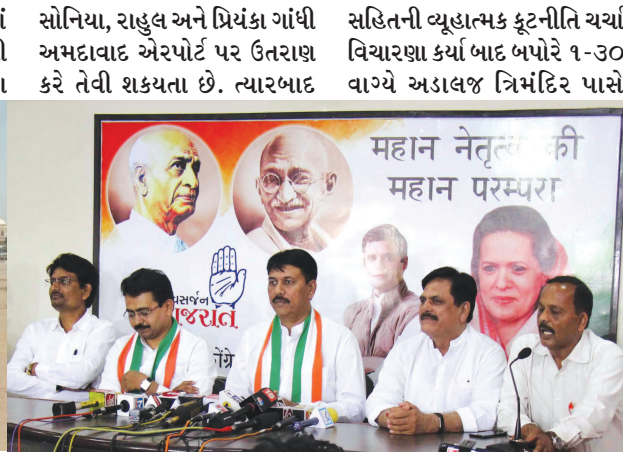 સોનિયા, રાહુલ અને પ્રિયંકા ગાંધી
અમદાવાદ એરપોર્ટ પર ઉતરાણ
કરે તેવી શકયતા છે. ત્યારબાદ
સહિતની વ્યૂહાત્મક કૂટનીતિ ચર્ચા
વિચારણા કર્યા બાદ બપોરે ૧-૩૦
વાગ્યે અડાલજ ત્રિમંદિર પાસે
महान नेतृत्व की
महान परम्परा